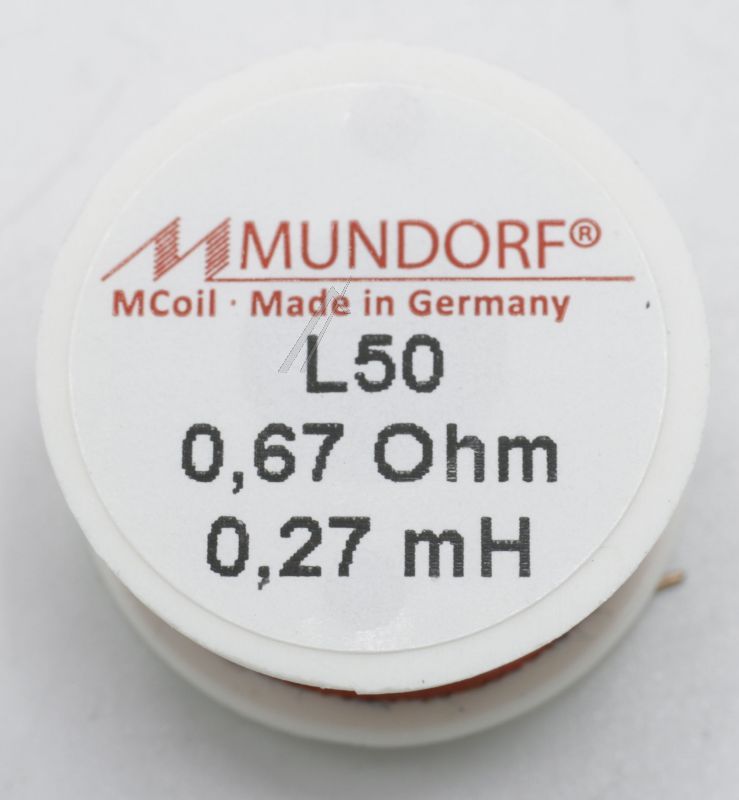 MUNDORF®
MCoil · Made in Germany
L50
0,67 Ohm
0,27 mH